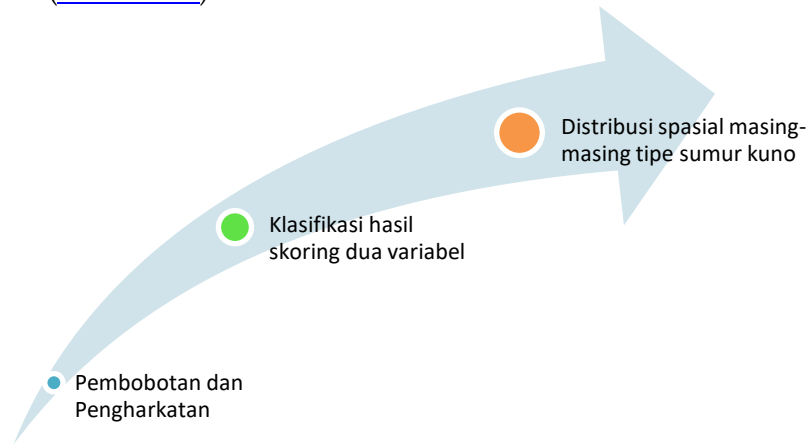 Distribusi spasial masing-
masing tipe sumur kuno
Klasifikasi hasil
skoring dua variabel
Pembobotan dan
Pengharkatan